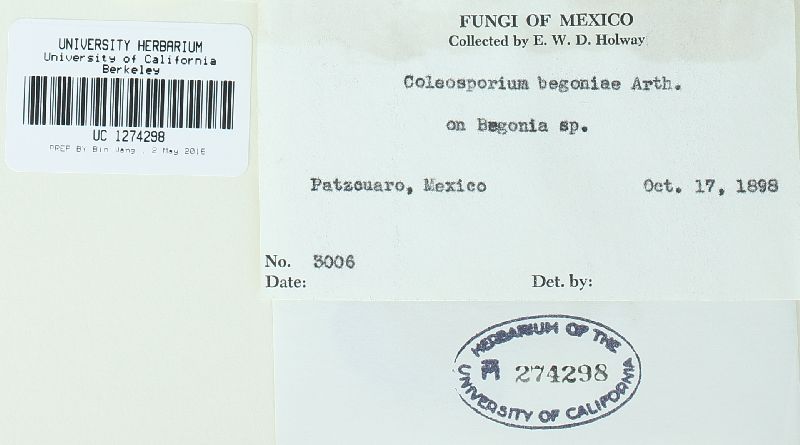 UNIVERSITY HERBARIUM
University of California
Berkeley
UC 1274298
PREP BY Bin Wang , 2 May 2016
FUNGI OF MEXICO
Collected by E. W. D. Holway
Coleosporium begoniae Arth.
on Begonia sp.
Patzcuaro, Mexico Oct. 17, 1898
No. 3006
Date: Det. by:
HERBARIUM OF THE
274298
UNIVERSITY OF CALIFORNIA